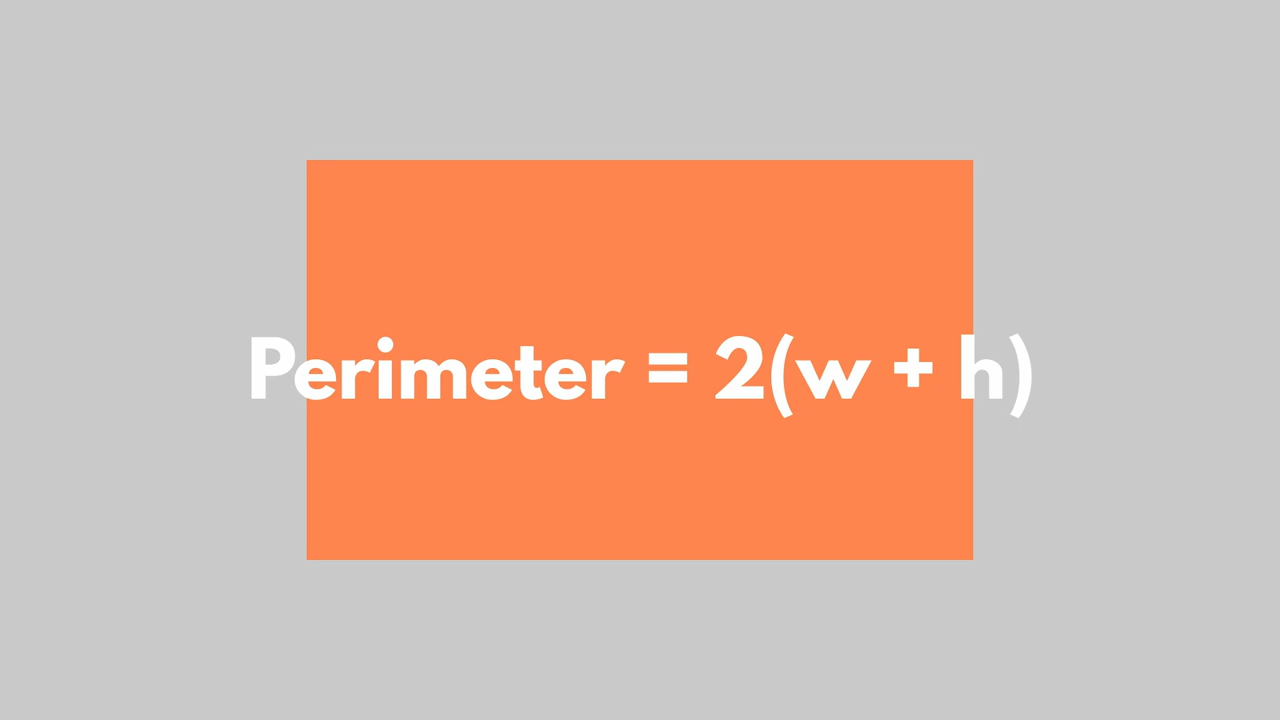 Perimeter = 2(w + h)